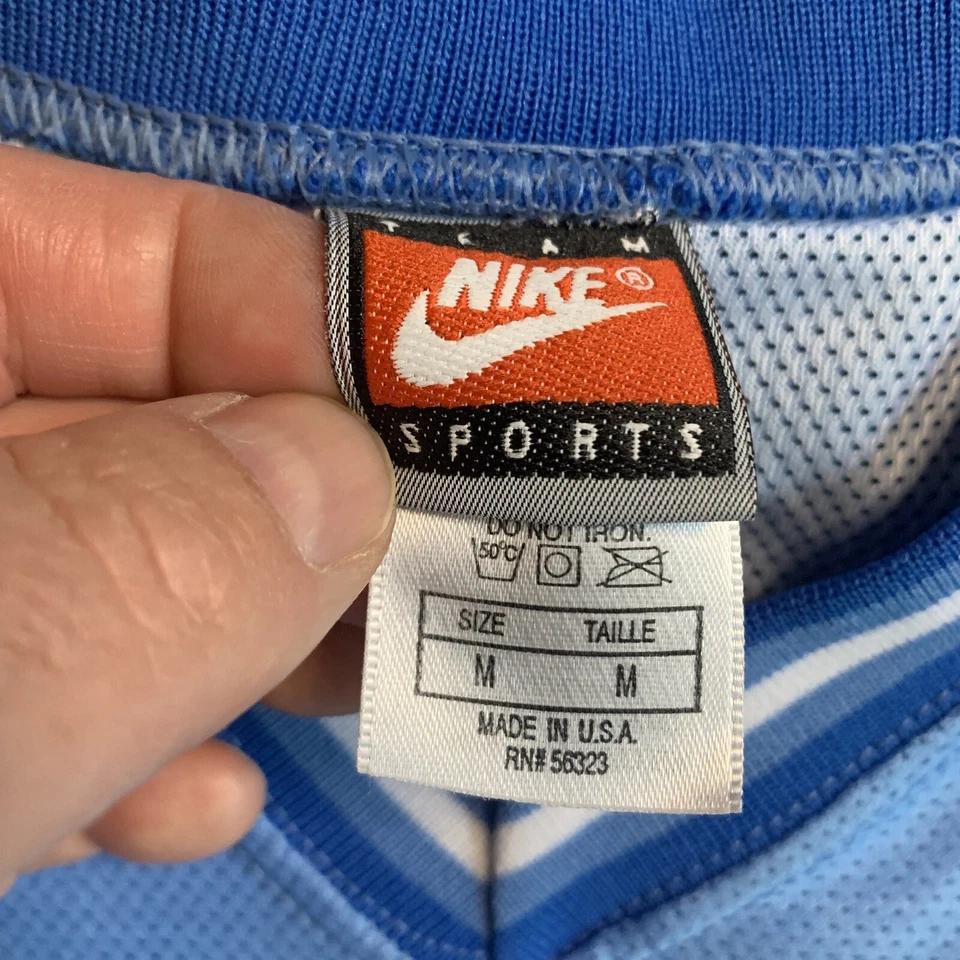 TEAM
NIKE®
SPORTS
DO NOT IRON.
50°C
SIZE TAILLE
M M
MADE IN U.S.A.
RN# 56323